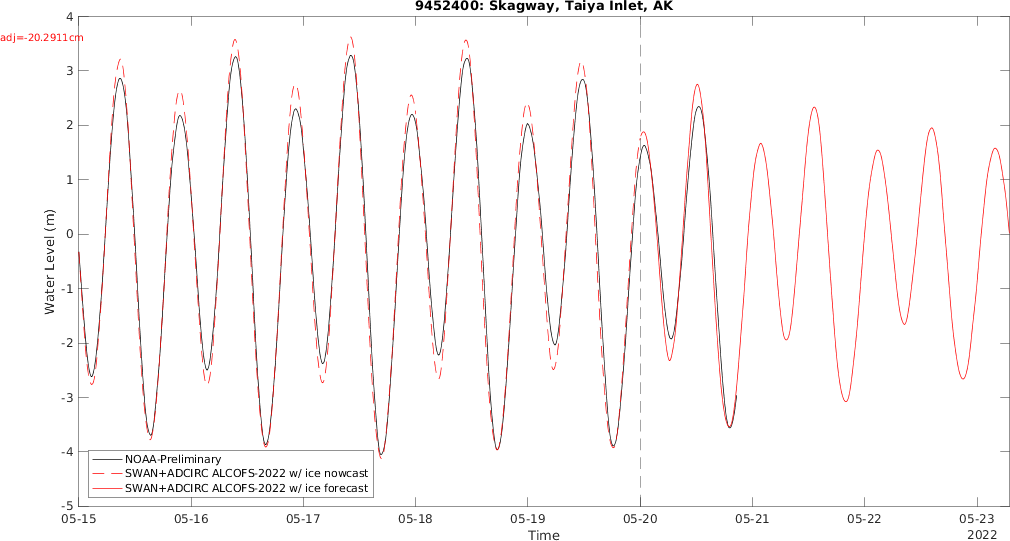 9452400: Skagway, Taiya Inlet, AK
adj=-20.2911cm
Water Level (m)
4
3
2
1
0
-1
-2
-3
-4
-5
NOAA-Preliminary
SWAN+ADCIRC ALCOFS-2022 w/ ice nowcast
SWAN+ADCIRC ALCOFS-2022 w/ ice forecast
05-15 05-16 05-17 05-18 05-19 05-20 05-21 05-22 05-23
Time
2022